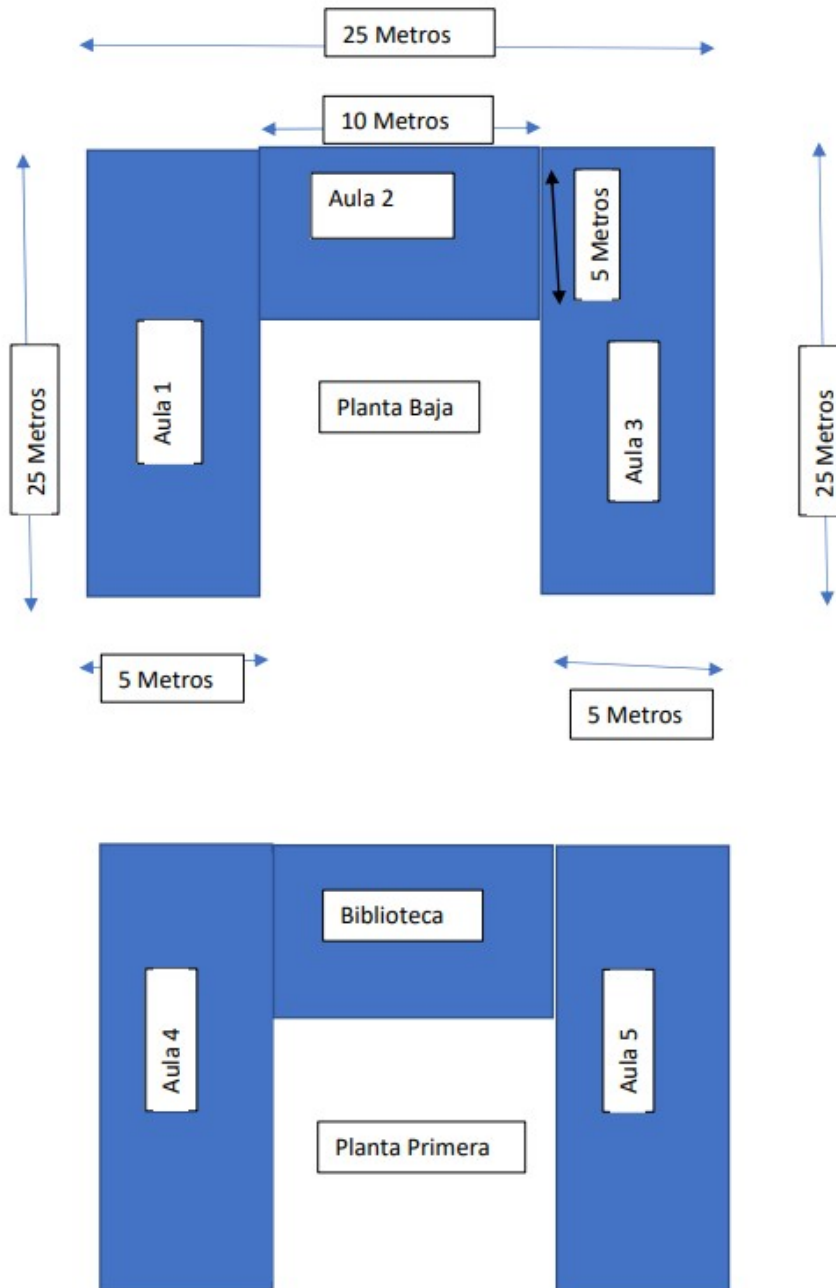 25 Metros
10 Metros
Aula 2
5 Metros
Aula 1
Planta Baja
Aula 3
25 Metros
25 Metros
5 Metros
5 Metros
Biblioteca
Aula 4
Aula 5
Planta Primera